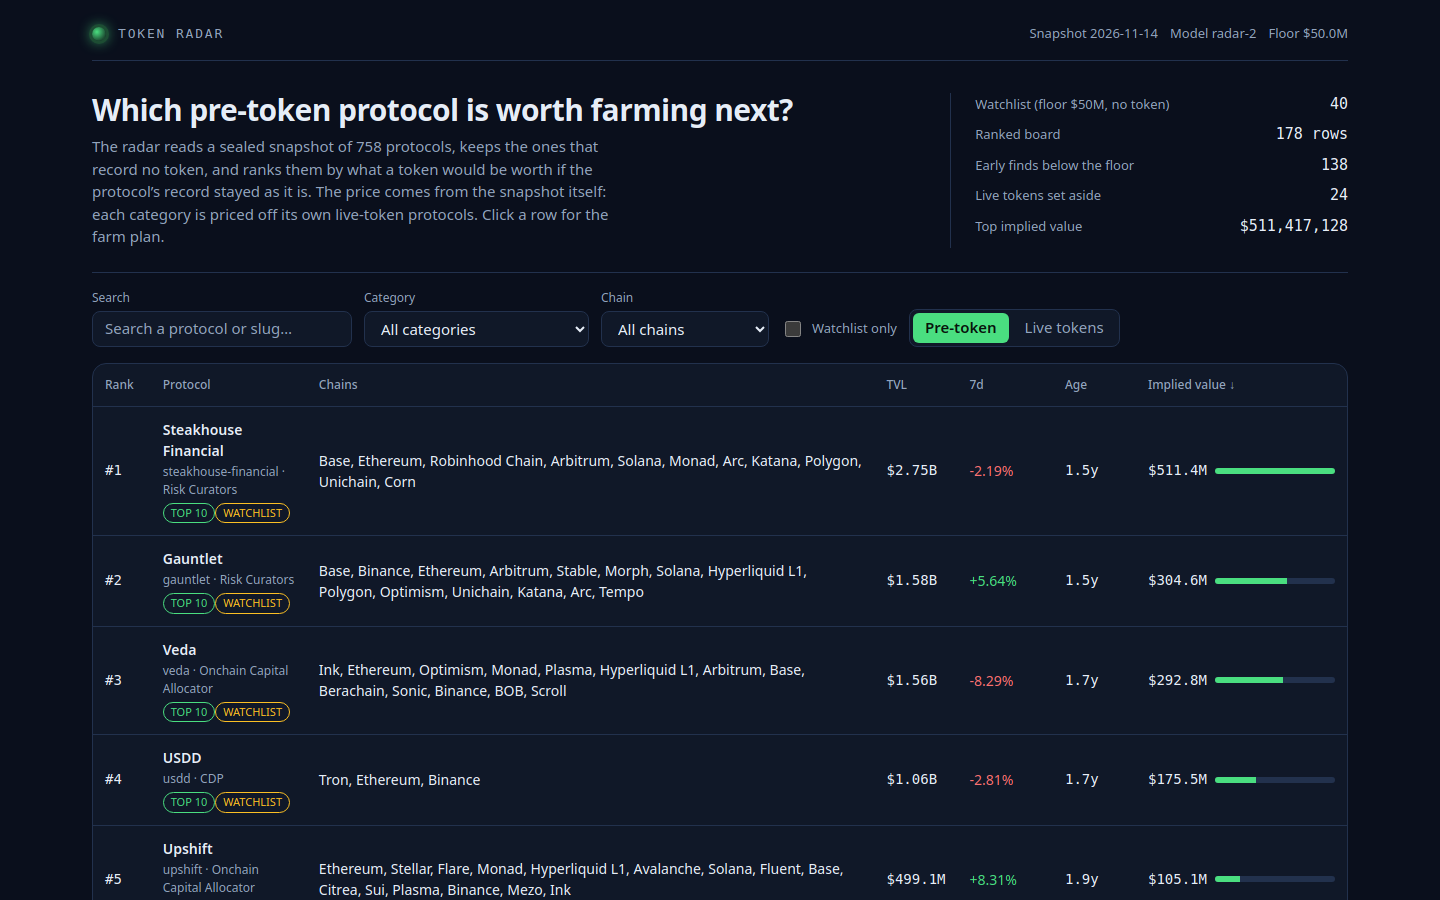 TOKEN RADAR
Snapshot 2026-11-14 Model radar-2 Floor $50.0M
Which pre-token protocol is worth farming next?
The radar reads a sealed snapshot of 758 protocols, keeps the ones that
record no token, and ranks them by what a token would be worth if the
protocol's record stayed as it is. The price comes from the snapshot itself:
each category is priced off its own live-token protocols. Click a row for the
farm plan.
Watchlist (floor $50M, no token) 40
Ranked board 178 rows
Early finds below the floor 138
Live tokens set aside 24
Top implied value $511,417,128
Search Category Chain
Search a protocol or slug... All categories All chains Watchlist only Pre-token Live tokens
Rank Protocol Chains TVL 7d Age Implied value ↓
Steakhouse
Financial
steakhouse-financial ·
Risk Curators
TOP 10 WATCHLIST
#1
Base, Ethereum, Robinhood Chain, Arbitrum, Solana, Monad, Arc, Katana, Polygon,
Unichain, Corn
$2.75B -2.19% 1.5y $511.4M
Gauntlet
gauntlet · Risk Curators
TOP 10 WATCHLIST
#2
Base, Binance, Ethereum, Arbitrum, Stable, Morph, Solana, Hyperliquid L1,
Polygon, Optimism, Unichain, Katana, Arc, Tempo
$1.58B +5.64% 1.5y $304.6M
Veda
veda · Onchain Capital
Allocator
TOP 10 WATCHLIST
#3
Ink, Ethereum, Optimism, Monad, Plasma, Hyperliquid L1, Arbitrum, Base,
Berachain, Sonic, Binance, BOB, Scroll
$1.56B -8.29% 1.7y $292.8M
USDD
usdd · CDP
TOP 10 WATCHLIST
#4
Tron, Ethereum, Binance
$1.06B -2.81% 1.7y $175.5M
Upshift
upshift · Onchain
Capital Allocator
#5
Ethereum, Stellar, Flare, Monad, Hyperliquid L1, Avalanche, Solana, Fluent, Base,
Citrea, Sui, Plasma, Binance, Mezo, Ink
$499.1M +8.31% 1.9y $105.1M